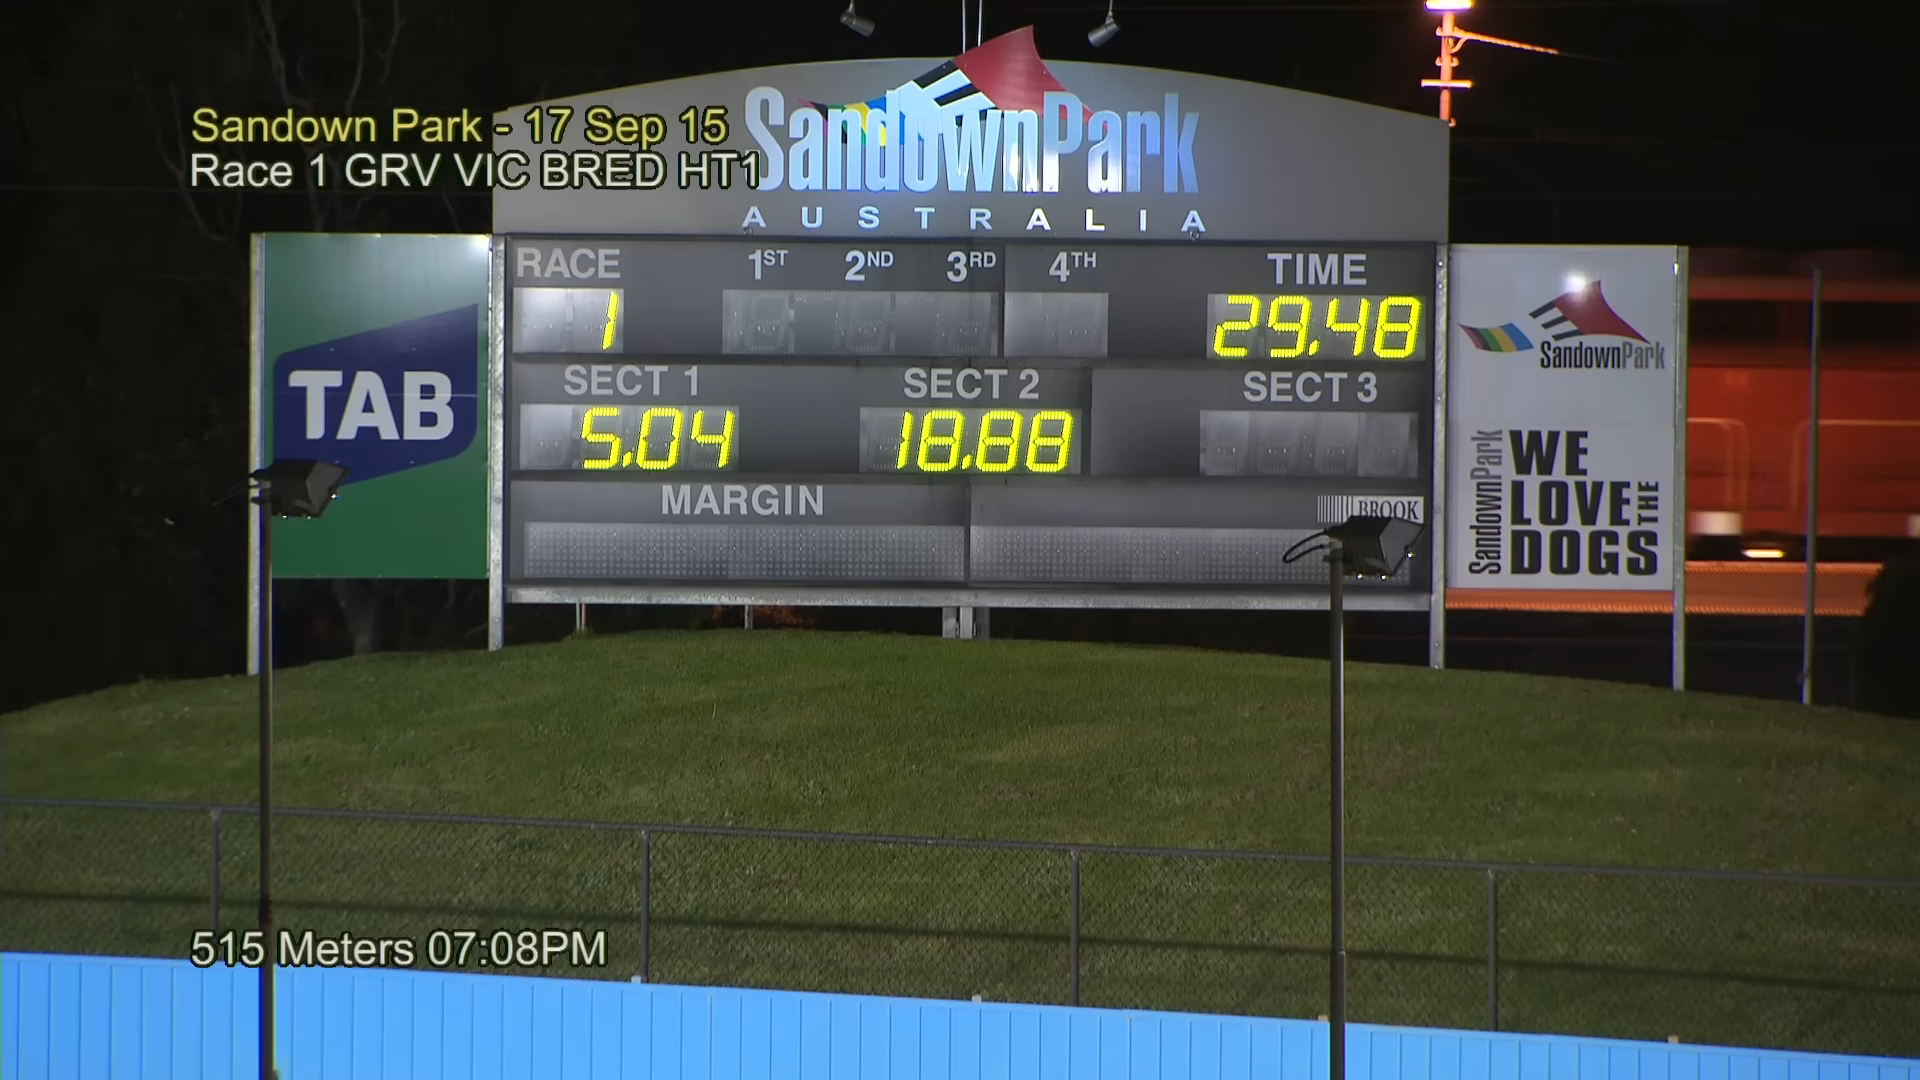 Sandown Park - 17 Sep 15
Race 1 GRV VIC BRED HT1
SandownPark
AUSTRALIA
RACE 1ST 2ND 3RD 4TH TIME
1 29.48
SECT 1 SECT 2 SECT 3
5.04 18.88
MARGIN
BROOK
TAB
SandownPark
SandownPark
WE
LOVE THE
DOGS
515 Meters 07:08PM